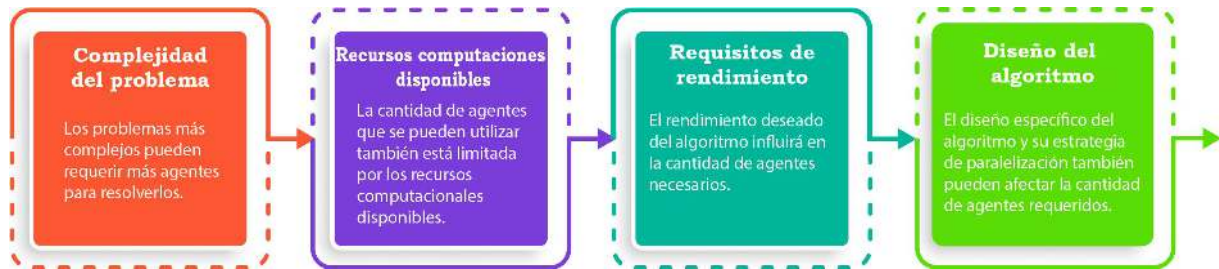 Complejidad
del problema
Los problemas más
complejos pueden
requerir más agentes
para resolverlos.
Recursos computaciones
disponibles
La cantidad de agentes
que se pueden utilizar
también está limitada
por los recursos
computacionales
disponibles.
Requisitos de
rendimiento
El rendimiento deseado
del algoritmo influirá en
la cantidad de agentes
necesarios.
Diseño del
algoritmo
El diseño específico del
algoritmo y su estrategia
de paralelización también
pueden afectar la cantidad
de agentes requeridos.